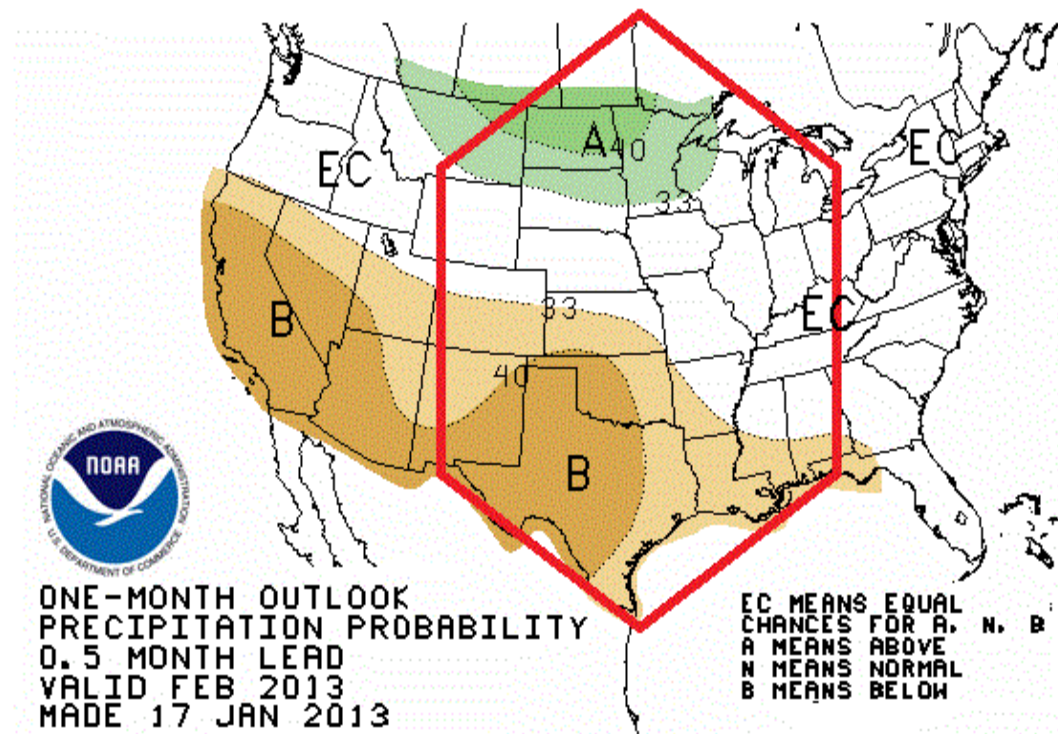 A
40
EC
EC
33
33
B
EC
40
B
NOAA
NATIONAL OCEANIC AND ATMOSPHERIC ADMINISTRATION
U.S. DEPARTMENT OF COMMERCE
ONE-MONTH OUTLOOK
PRECIPITATION PROBABILITY
0.5 MONTH LEAD
VALID FEB 2013
MADE 17 JAN 2013
EC MEANS EQUAL
CHANCES FOR A, N, B
A MEANS ABOVE
N MEANS NORMAL
B MEANS BELOW